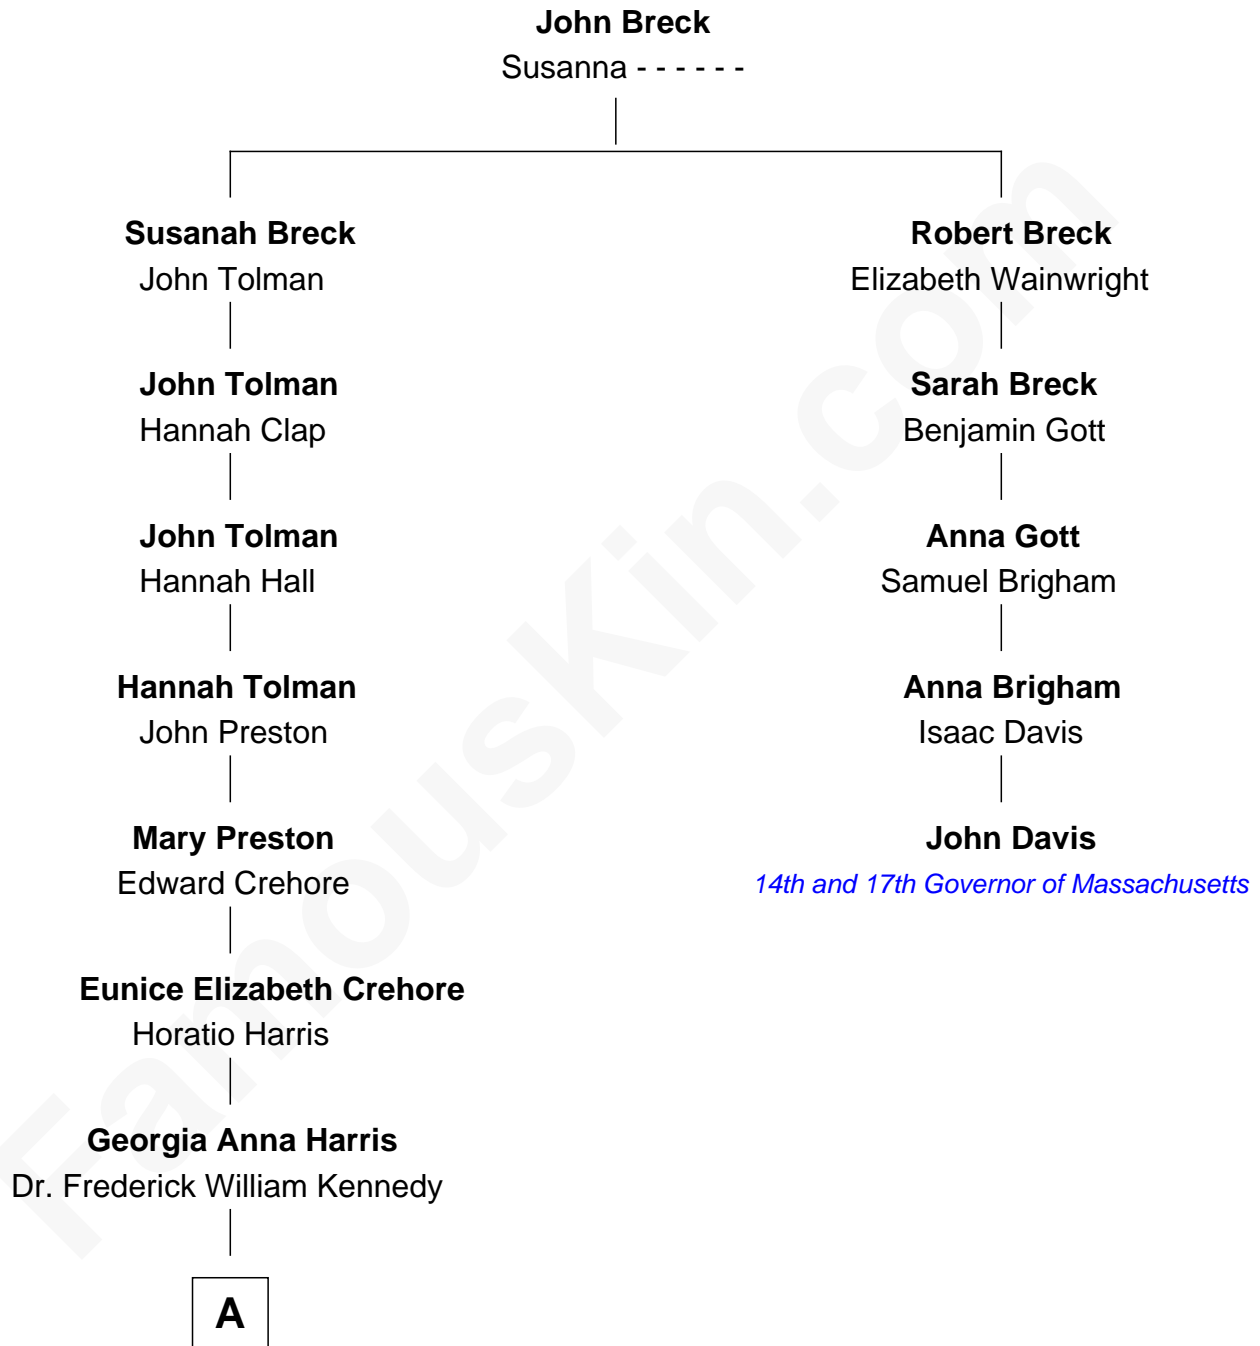 John Breck
Susanna - - - - - -
Susanah Breck
John Tolman
Robert Breck
Elizabeth Wainwright
John Tolman
Hannah Clap
Sarah Breck
Benjamin Gott
John Tolman
Hannah Hall
Anna Gott
Samuel Brigham
Hannah Tolman
John Preston
Anna Brigham
Isaac Davis
Mary Preston
Edward Crehore
John Davis
14th and 17th Governor of Massachusetts
Eunice Elizabeth Crehore
Horatio Harris
Georgia Anna Harris
Dr. Frederick William Kennedy
A
FamousKin.com